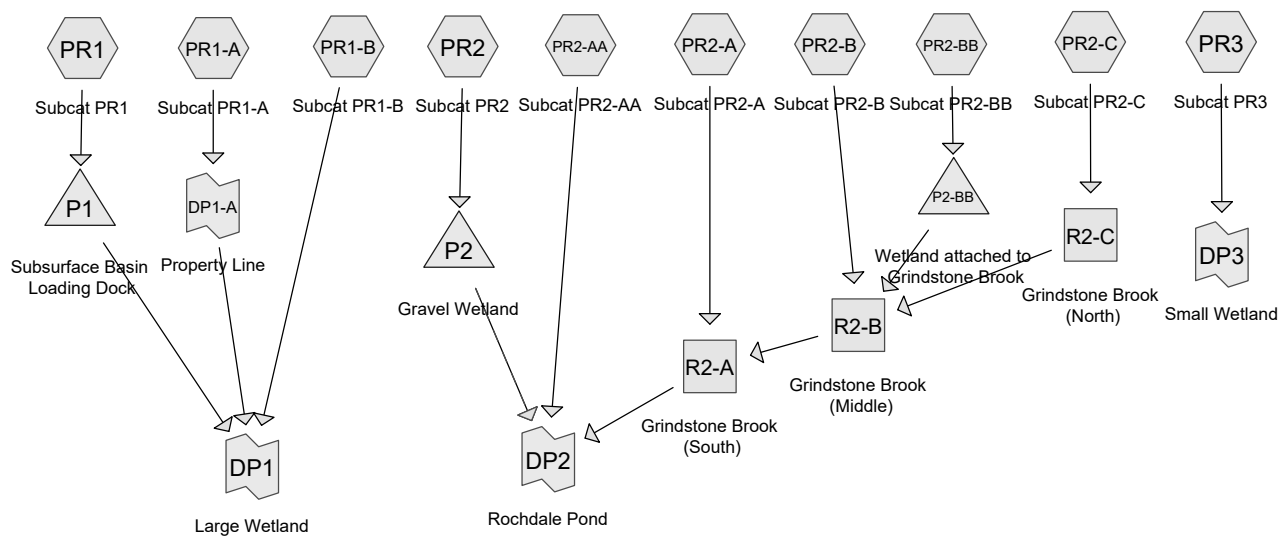 PR1
PR1-A
PR1-B
PR2
PR2-AA
PR2-A
PR2-B
PR2-BB
PR2-C
PR3
Subcat PR1
Subcat PR1-A
Subcat PR1-B
Subcat PR2
Subcat PR2-AA
Subcat PR2-A
Subcat PR2-B
Subcat PR2-BB
Subcat PR2-C
Subcat PR3
P1
DP1-A
P2
P2-BB
R2-C
DP3
Subsurface Basin
Loading Dock
Property Line
Gravel Wetland
Wetland attached to
Grindstone Brook
Grindstone Brook
(North)
Small Wetland
R2-B
Grindstone Brook
(Middle)
R2-A
Grindstone Brook
(South)
DP1
Large Wetland
DP2
Rochdale Pond